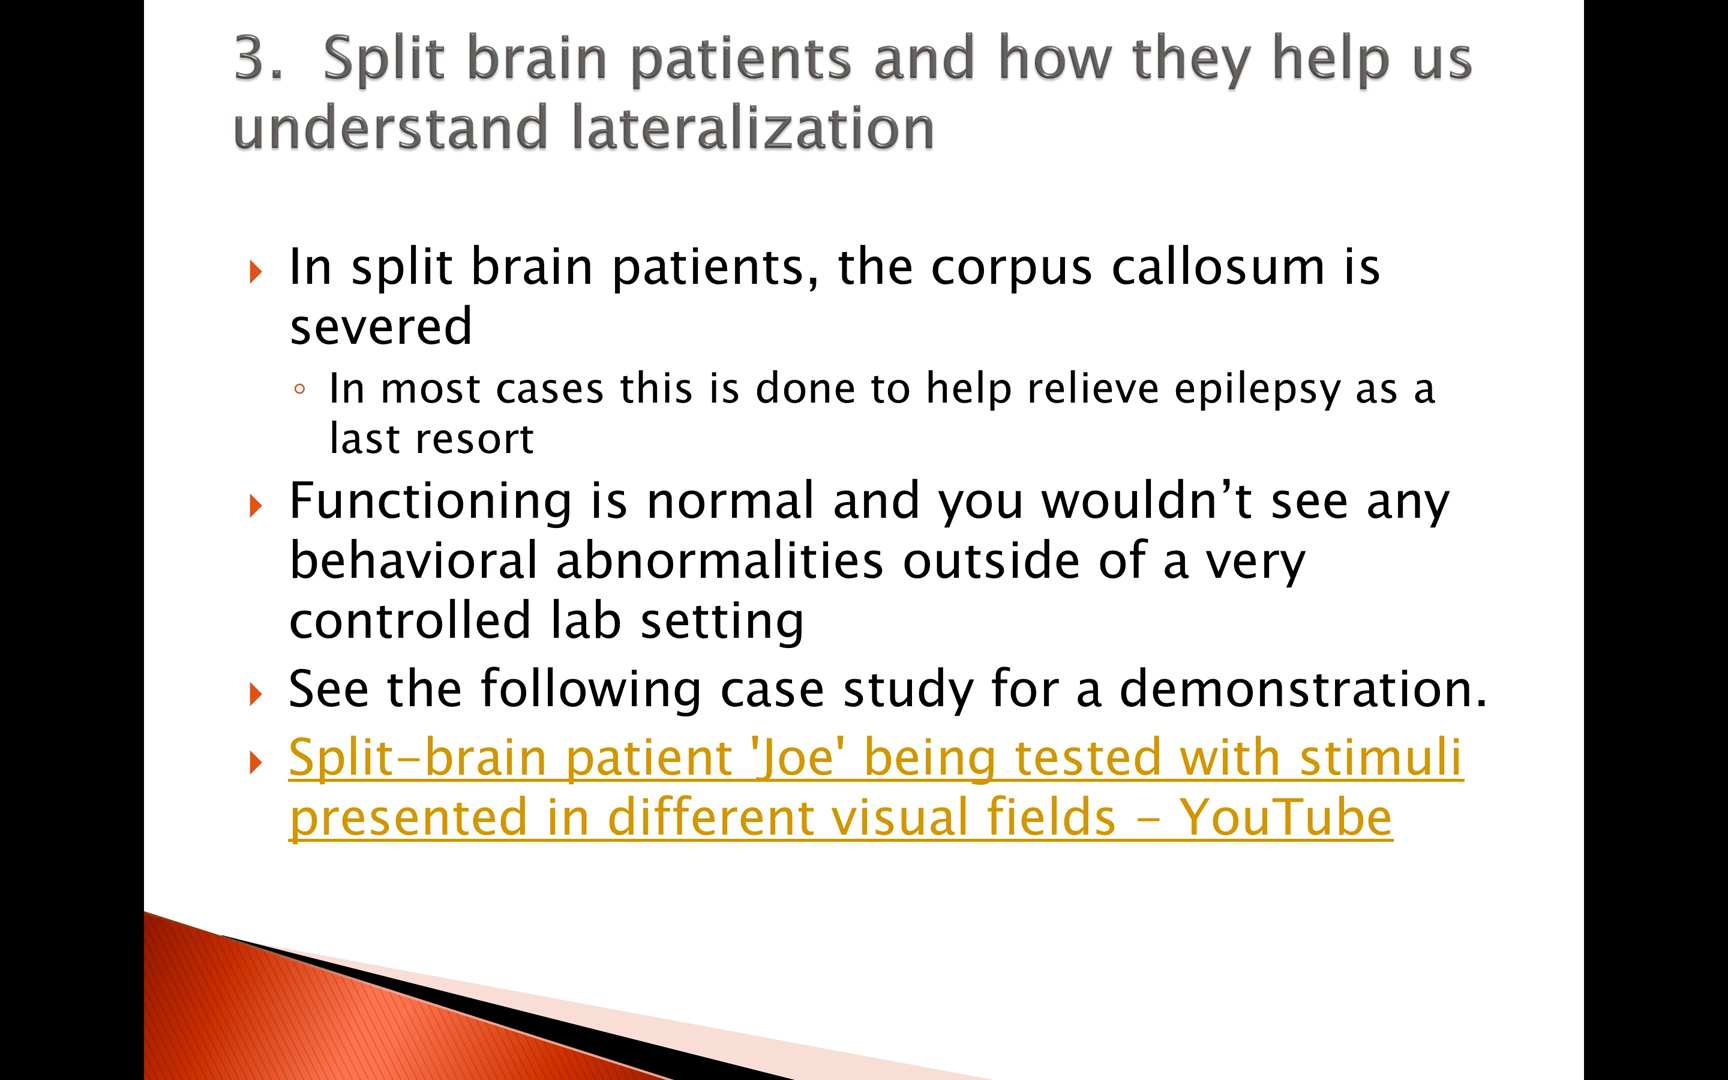 3.  Split brain patients and how they help us
understand lateralization
In split brain patients, the corpus callosum is
severed
In most cases this is done to help relieve epilepsy as a
last resort
Functioning is normal and you wouldn’t see any
behavioral abnormalities outside of a very
controlled lab setting
See the following case study for a demonstration.
Split-brain patient 'Joe' being tested with stimuli
presented in different visual fields - YouTube